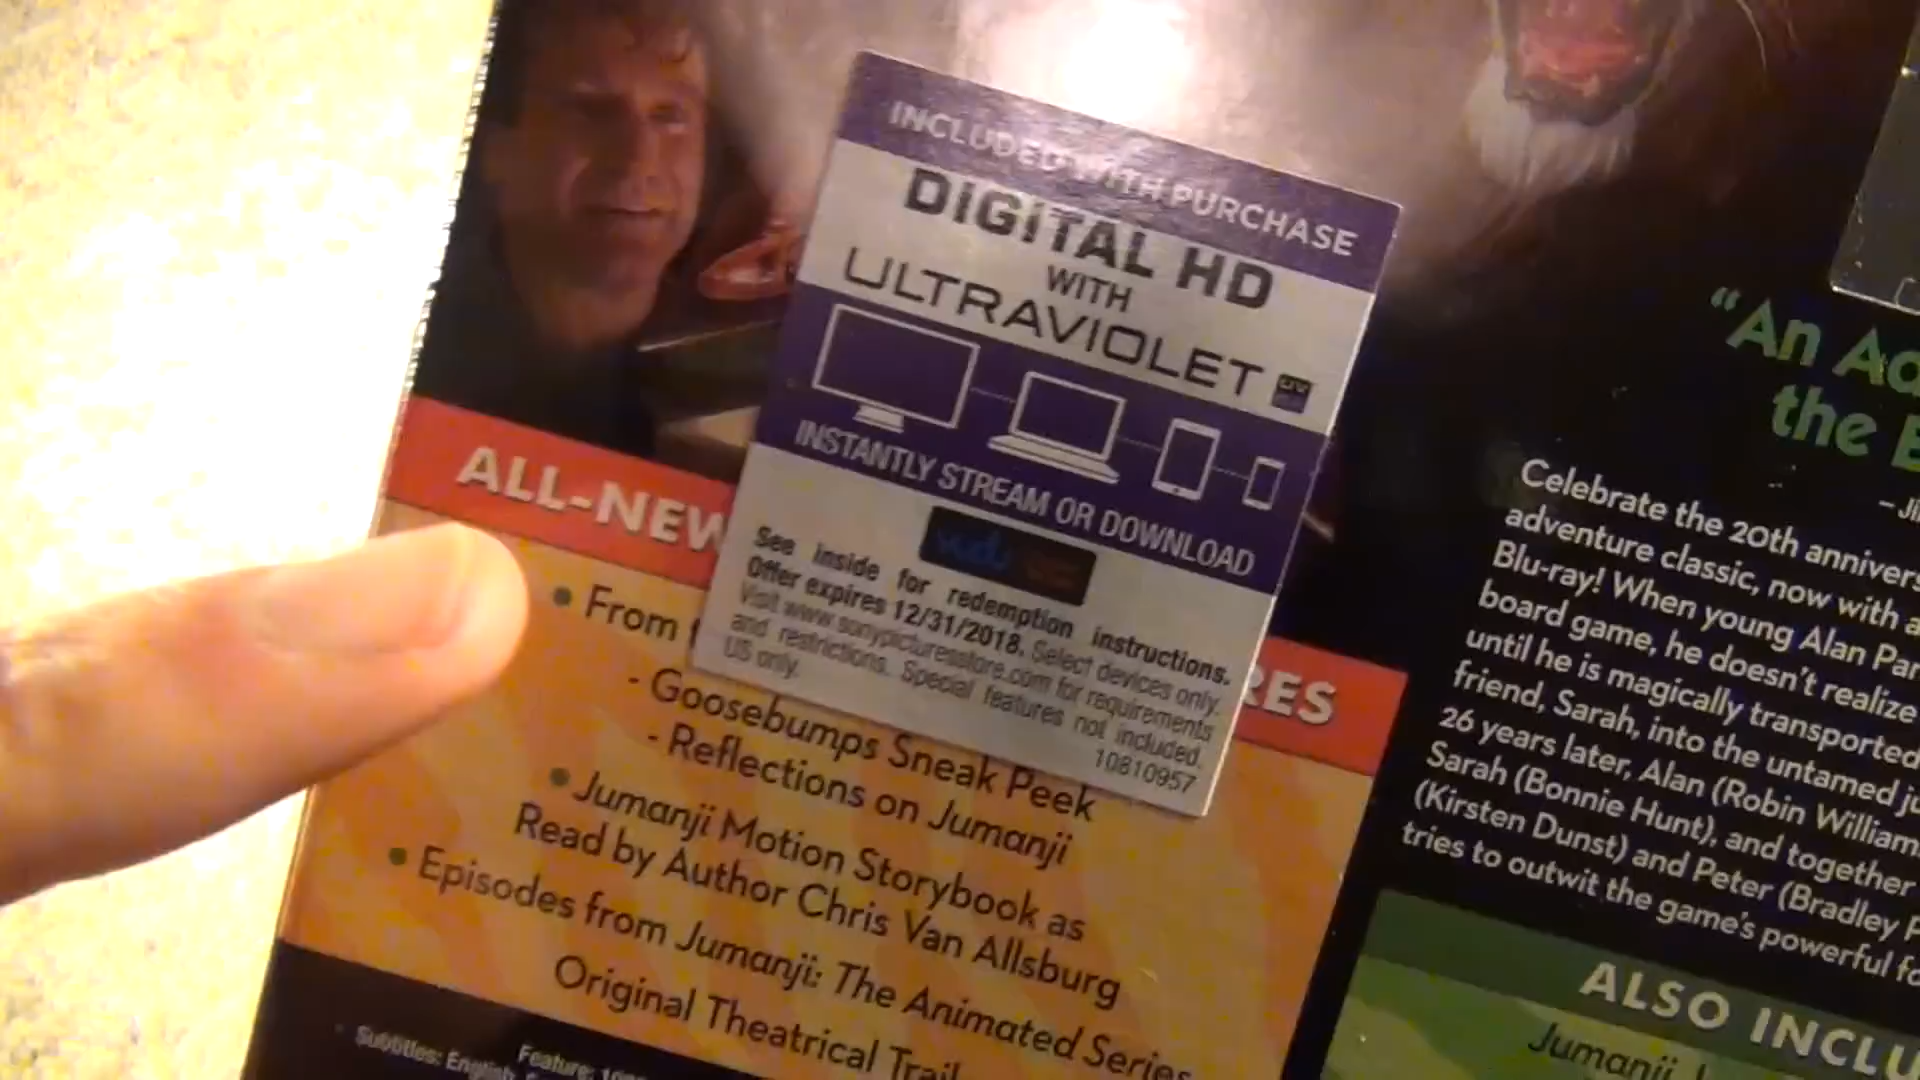 INCLUDED WITH PURCHASE
DIGITAL HD
WITH
ULTRAVIOLET
UV
INSTANTLY STREAM OR DOWNLOAD
See inside for redemption instructions.
Offer expires 12/31/2018. Select devices only.
Visit www.sonypicturesstore.com for requirements
and restrictions. Special features not included.
US only.
10810957
ALL-NEW
RES
• From
- Goosebumps Sneak Peek
- Reflections on Jumanji
• Jumanji Motion Storybook as
Read by Author Chris Van Allsburg
• Episodes from Jumanji: The Animated Series
Original Theatrical Trail
Subtitles: English
Feature:
"An Ad
the B
Celebrate the 20th annivers
adventure classic, now with a
Blu-ray! When young Alan Par
board game, he doesn't realize
until he is magically transported
friend, Sarah, into the untamed ju
26 years later, Alan (Robin William
Sarah (Bonnie Hunt), and together
(Kirsten Dunst) and Peter (Bradley P
tries to outwit the game's powerful fo
ALSO INCLU
Jumanji